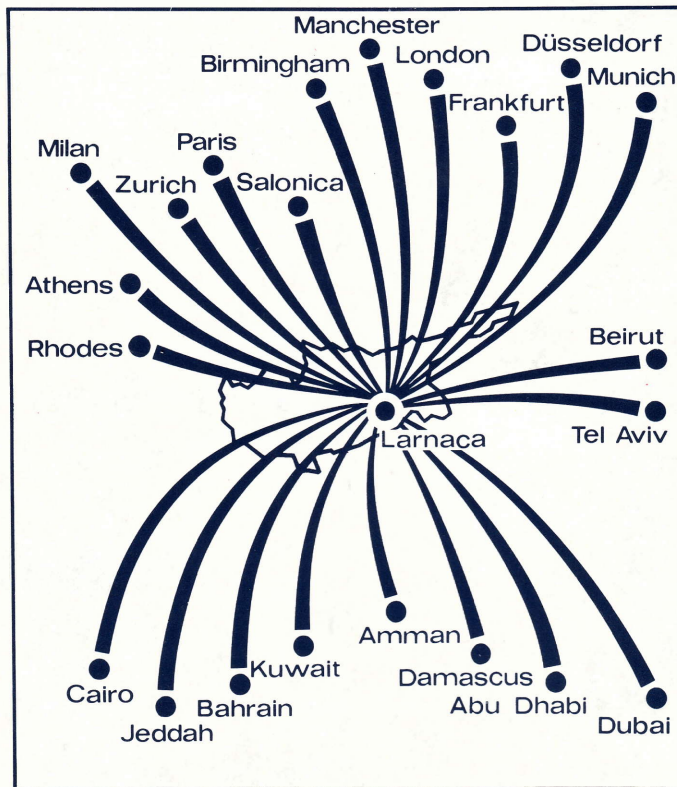 Manchester
Birmingham
London
Düsseldorf
Munich
Frankfurt
Milan
Paris
Zurich
Salonica
Athens
Rhodes
Beirut
Larnaca
Tel Aviv
Amman
Kuwait
Damascus
Cairo
Bahrain
Abu Dhabi
Jeddah
Dubai